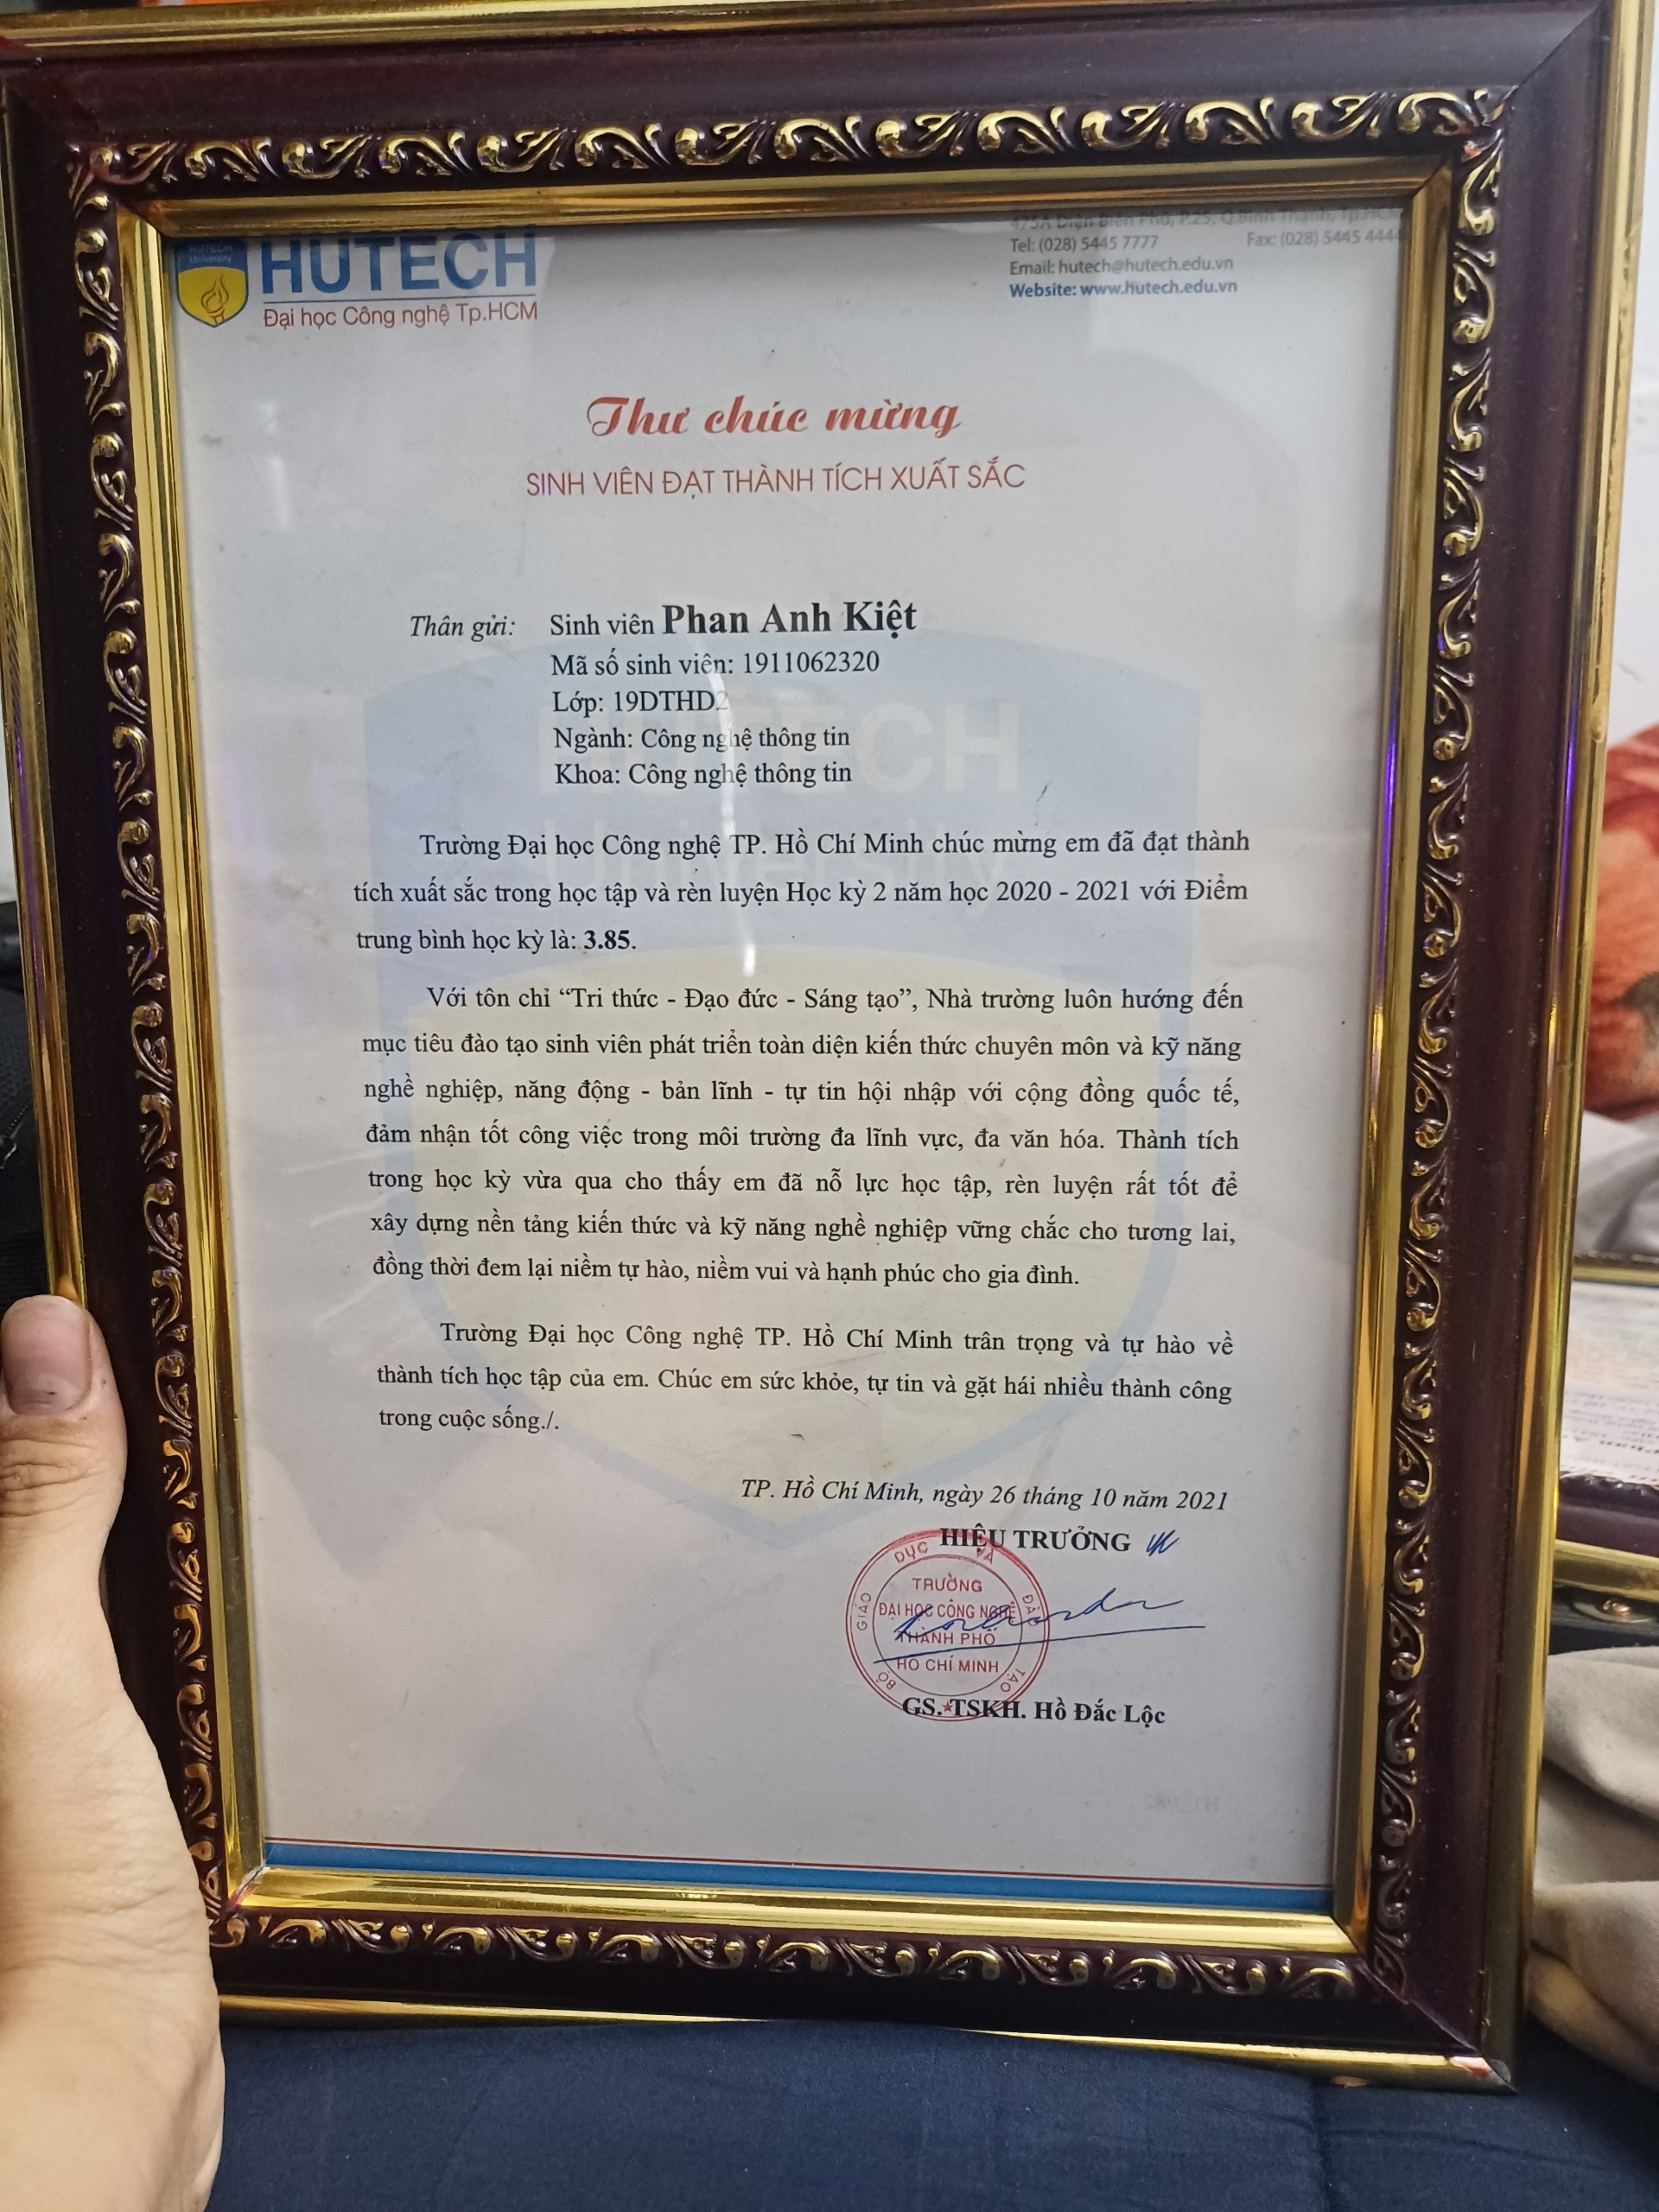 HUTECH
University
HUTECH
Đại học Công nghệ Tp.HCM
475A Điện Biên Phủ, P.25, Q.Bình Thạnh, Tp.HCM
Tel: (028) 5445 7777 Fax: (028) 5445 4444
Email: hutech@hutech.edu.vn
Website: www.hutech.edu.vn
Thư chúc mừng
SINH VIÊN ĐẠT THÀNH TÍCH XUẤT SẮC
Thân gửi: Sinh viên Phan Anh Kiệt
Mã số sinh viên: 1911062320
Lớp: 19DTHD2
Ngành: Công nghệ thông tin
Khoa: Công nghệ thông tin
Trường Đại học Công nghệ TP. Hồ Chí Minh chúc mừng em đã đạt thành
tích xuất sắc trong học tập và rèn luyện Học kỳ 2 năm học 2020 - 2021 với Điểm
trung bình học kỳ là: 3.85.
Với tôn chỉ “Tri thức - Đạo đức - Sáng tạo”, Nhà trường luôn hướng đến
mục tiêu đào tạo sinh viên phát triển toàn diện kiến thức chuyên môn và kỹ năng
nghề nghiệp, năng động - bản lĩnh - tự tin hội nhập với cộng đồng quốc tế,
đảm nhận tốt công việc trong môi trường đa lĩnh vực, đa văn hóa. Thành tích
trong học kỳ vừa qua cho thấy em đã nỗ lực học tập, rèn luyện rất tốt để
xây dựng nền tảng kiến thức và kỹ năng nghề nghiệp vững chắc cho tương lai,
đồng thời đem lại niềm tự hào, niềm vui và hạnh phúc cho gia đình.
Trường Đại học Công nghệ TP. Hồ Chí Minh trân trọng và tự hào về
thành tích học tập của em. Chúc em sức khỏe, tự tin và gặt hái nhiều thành công
trong cuộc sống./.
TP. Hồ Chí Minh, ngày 26 tháng 10 năm 2021
HIỆU TRƯỞNG
BỘ GIÁO DỤC VÀ ĐÀO TẠO
TRƯỜNG
ĐẠI HỌC CÔNG NGHỆ
THÀNH PHỐ
HỒ CHÍ MINH
GS.TSKH. Hồ Đắc Lộc